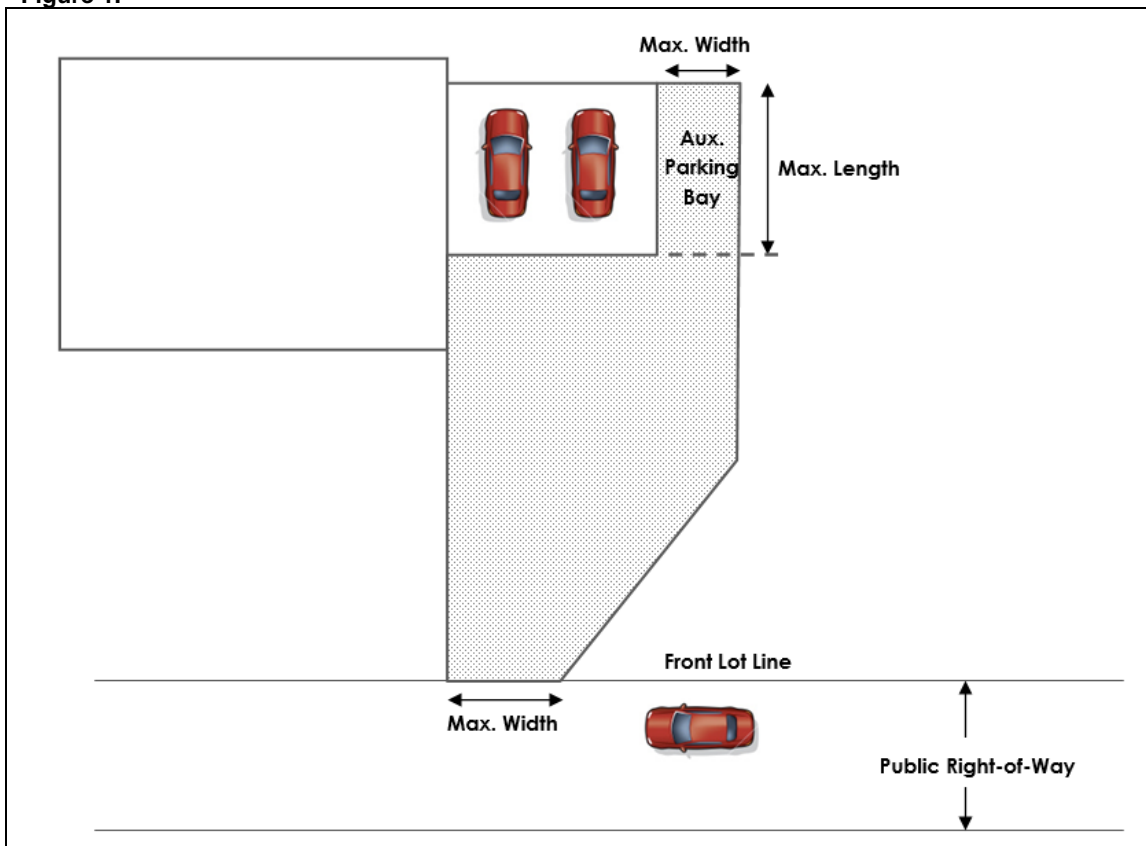 Figure 1.
Max. Width
Aux.
Parking
Bay
Max. Length
Front Lot Line
Max. Width
Public Right-of-Way